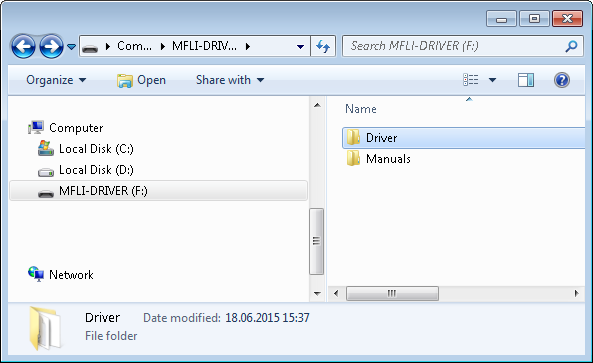 Com... MFLI-DRIV... Search MFLI-DRIVER (F:)
Organize Open Share with
Name
Computer
Local Disk (C:)
Local Disk (D:)
MFLI-DRIVER (F:)
Network
Driver
Manuals
Driver Date modified: 18.06.2015 15:37
File folder